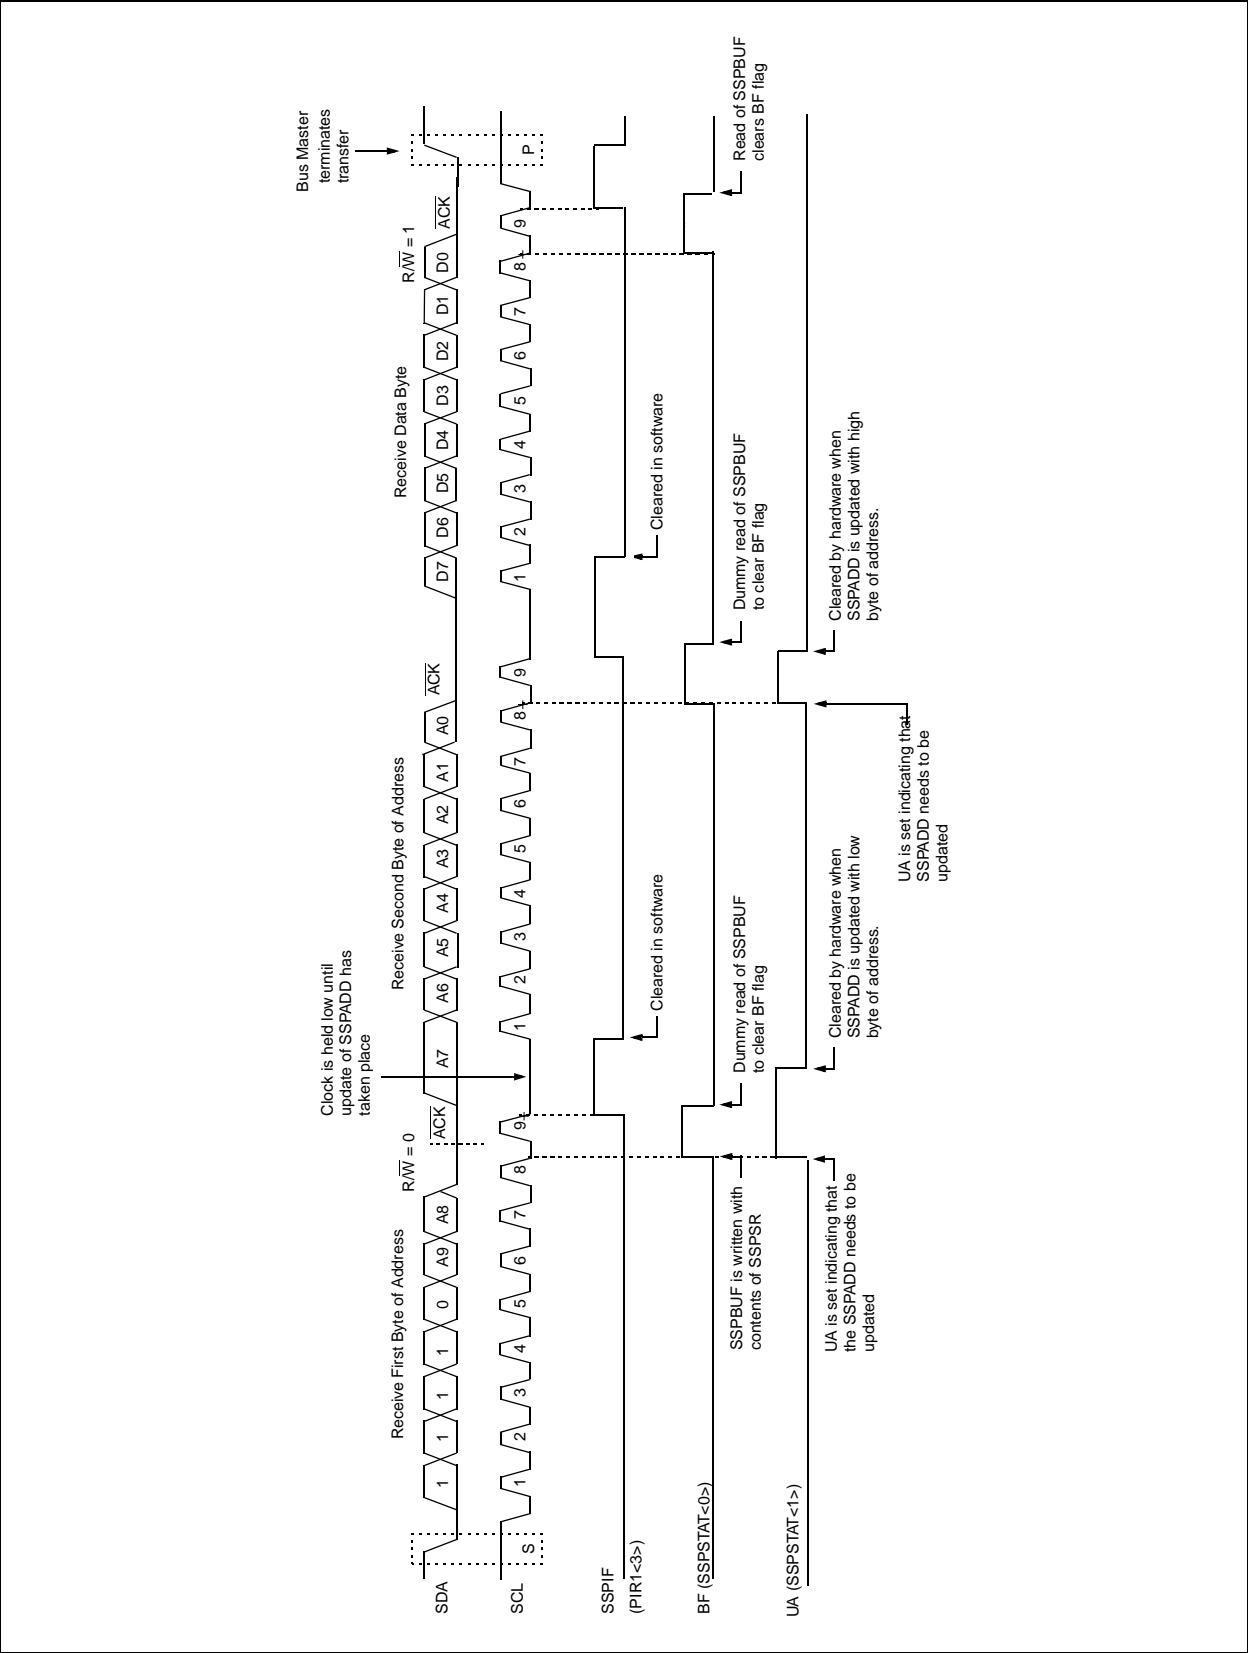 Bus Master
terminates
transfer
Clock is held low until
update of SSPADD has
taken place
Receive First Byte of Address
R/W = 0
Receive Second Byte of Address
Receive Data Byte
R/W = 1
SDA
1
1
1
1
0
A9
A8
ACK
A7
A6
A5
A4
A3
A2
A1
A0
ACK
D7
D6
D5
D4
D3
D2
D1
D0
ACK
SCL
S
1
2
3
4
5
6
7
8
9
1
2
3
4
5
6
7
8
9
1
2
3
4
5
6
7
8
9
P
SSPIF
(PIR1<3>)
Cleared in software
Cleared in software
BF (SSPSTAT<0>)
SSPBUF is written with
contents of SSPSR
Dummy read of SSPBUF
to clear BF flag
Dummy read of SSPBUF
to clear BF flag
Read of SSPBUF
clears BF flag
UA (SSPSTAT<1>)
UA is set indicating that
the SSPADD needs to be
updated
Cleared by hardware when
SSPADD is updated with low
byte of address.
UA is set indicating that
SSPADD needs to be
updated
Cleared by hardware when
SSPADD is updated with high
byte of address.